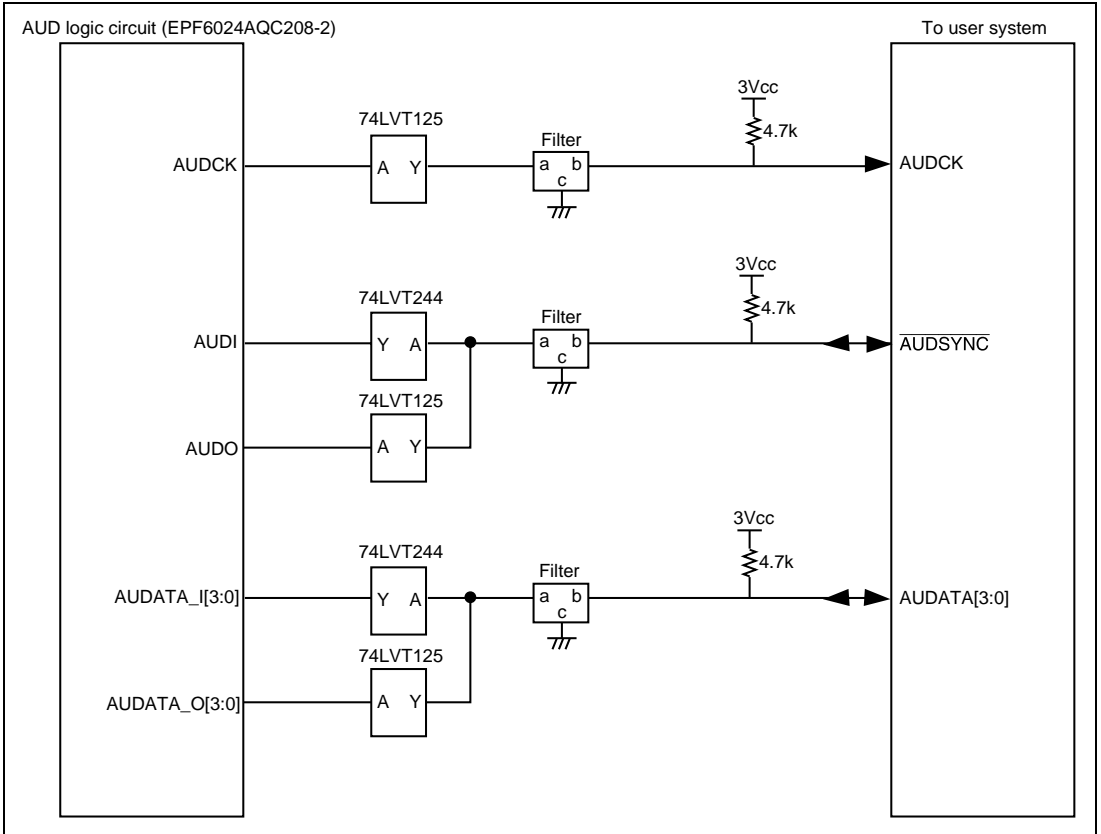 AUD logic circuit (EPF6024AQC208-2)
To user system
3Vcc
4.7k
74LVT125
Filter
AUDCK
A Y
a b
c
AUDCK
3Vcc
4.7k
74LVT244
Filter
AUDI
Y A
a b
c
AUDSYNC
74LVT125
AUDO
A Y
3Vcc
4.7k
74LVT244
Filter
AUDATA_I[3:0]
Y A
a b
c
AUDATA[3:0]
74LVT125
AUDATA_O[3:0]
A Y